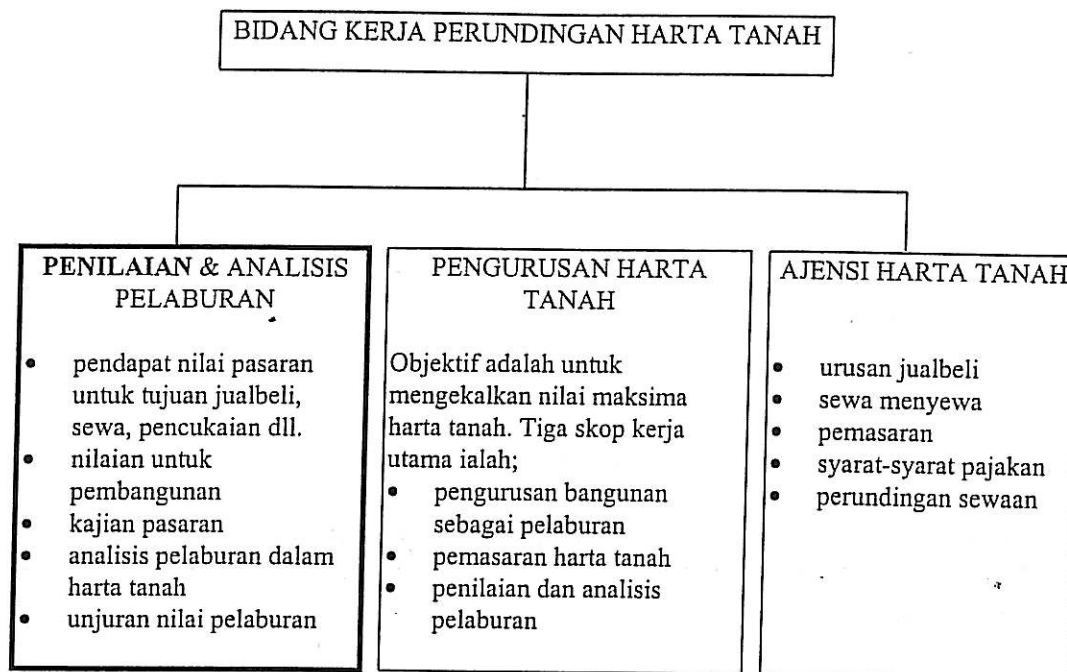 BIDANG KERJA PERUNDINGAN HARTA TANAH
PENILAIAN & ANALISIS
PELABURAN
• pendapat nilai pasaran
untuk tujuan jualbeli,
sewa, pencukaian dll.
• nilaian untuk
pembangunan
• kajian pasaran
• analisis pelaburan dalam
harta tanah
• unjuran nilai pelaburan
PENGURUSAN HARTA
TANAH
Objektif adalah untuk
mengekalkan nilai maksima
harta tanah. Tiga skop kerja
utama ialah;
• pengurusan bangunan
sebagai pelaburan
• pemasaran harta tanah
• penilaian dan analisis
pelaburan
AJENSI HARTA TANAH
• urusan jualbeli
• sewa menyewa
• pemasaran
• syarat-syarat pajakan
• perundingan sewaan